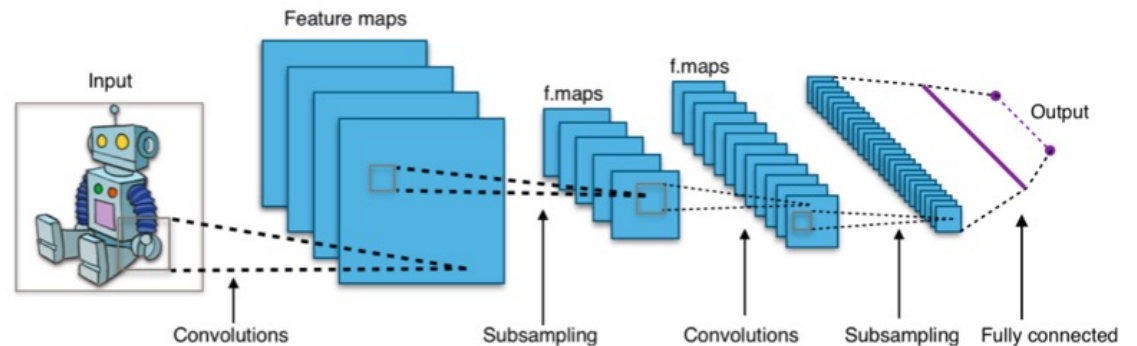 Feature maps
Input
f.maps
f.maps
Output
Convolutions
Subsampling
Convolutions
Subsampling
Fully connected